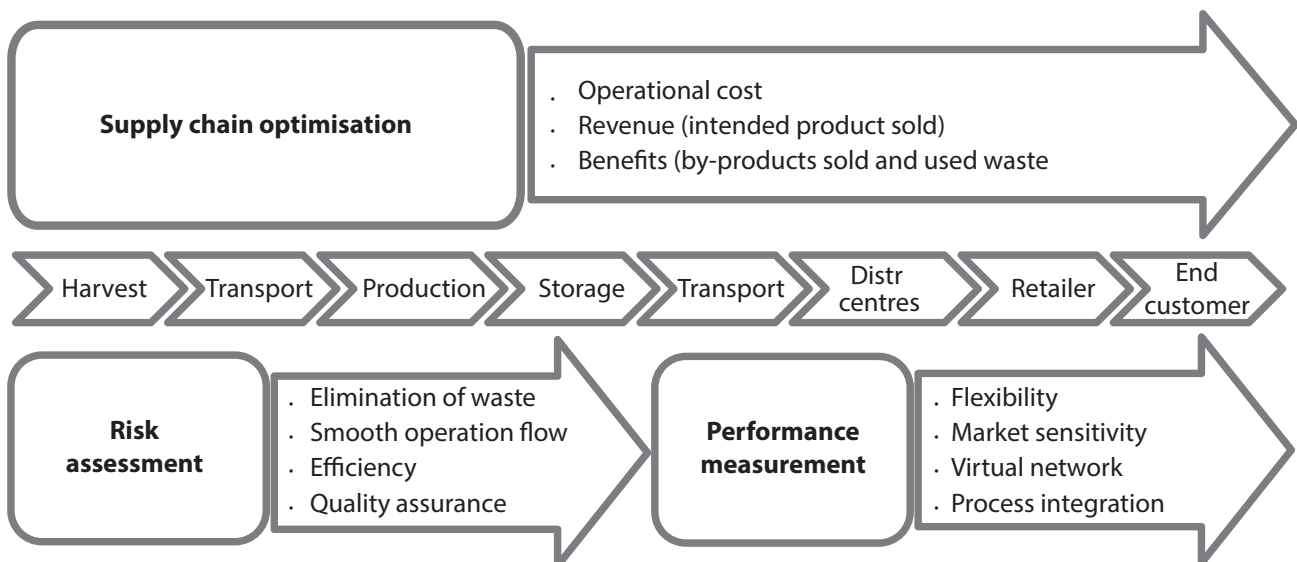 Supply chain optimisation
. Operational cost
. Revenue (intended product sold)
. Benefits (by-products sold and used waste
Harvest
Transport
Production
Storage
Transport
Distr
centres
Retailer
End
customer
Risk
assessment
. Elimination of waste
. Smooth operation flow
. Efficiency
. Quality assurance
Performance
measurement
. Flexibility
. Market sensitivity
. Virtual network
. Process integration